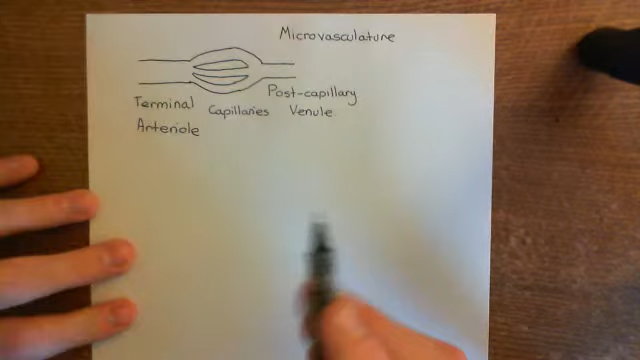 Microvasculature
Terminal
Arteriole
Capillaries
Post-capillary
Venule